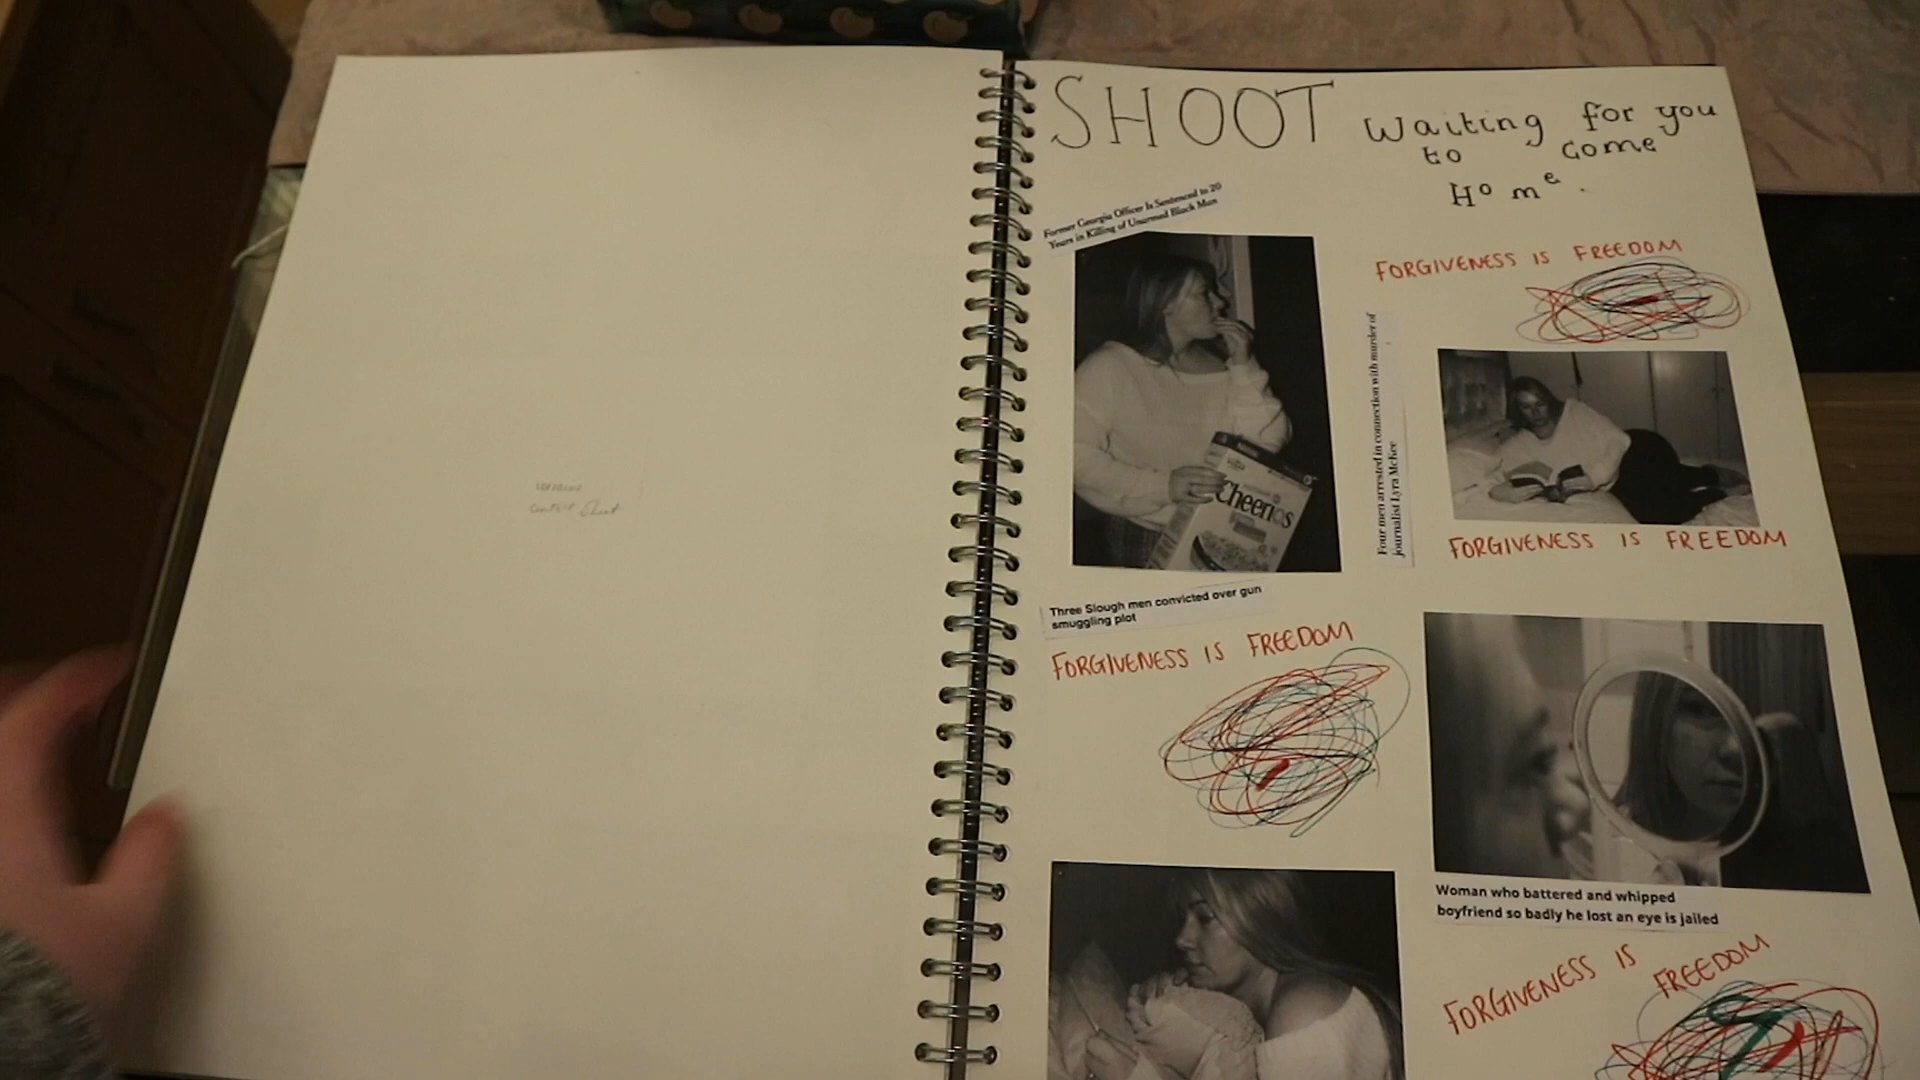 Contact Sheet
SHOOT
Waiting for you
to come
Home.
Former Georgia Officer Is Sentenced to 20
Years in Killing of Unarmed Black Man
FORGIVENESS IS FREEDOM
Cheerios
Four men arrested in connection with murder of
journalist Lyra McKee
FORGIVENESS IS FREEDOM
Three Slough men convicted over gun
smuggling plot
FORGIVENESS IS FREEDOM
Woman who battered and whipped
boyfriend so badly he lost an eye is jailed
FORGIVENESS IS
FREEDOM